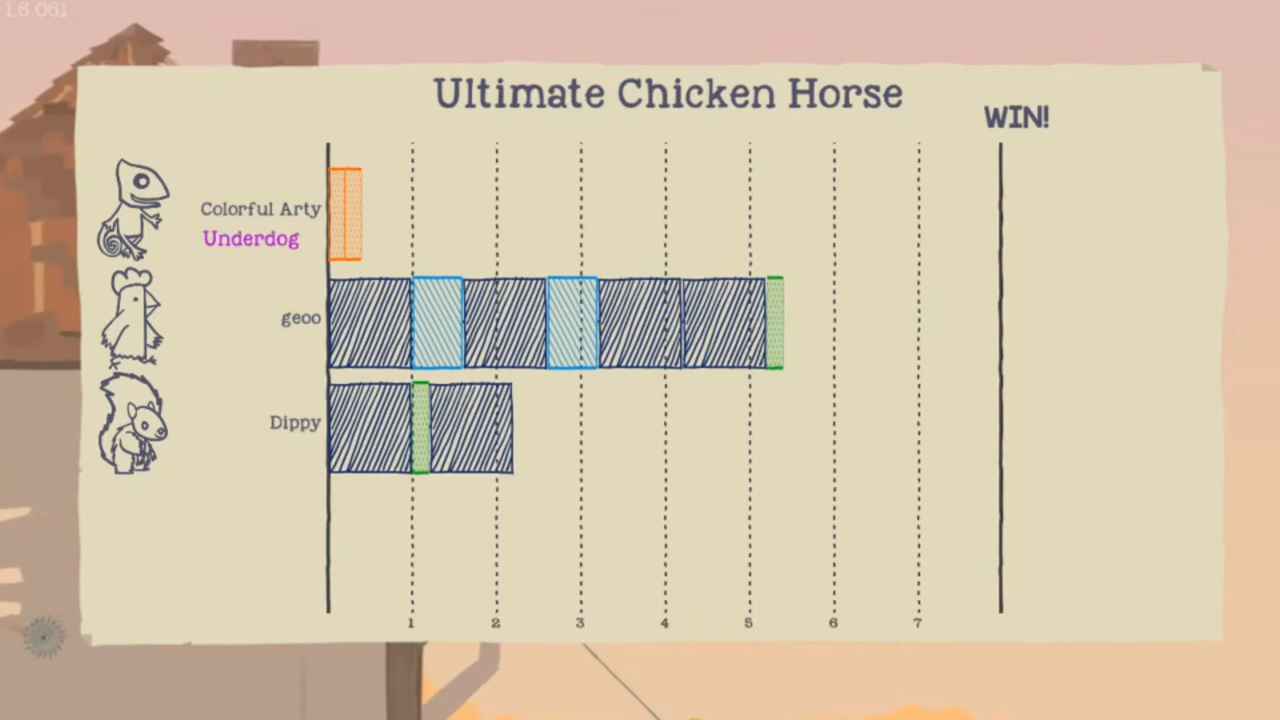 1.6.061
Ultimate Chicken Horse
WIN!
Colorful Arty
Underdog
geoo
Dippy
1 2 3 4 5 6 7